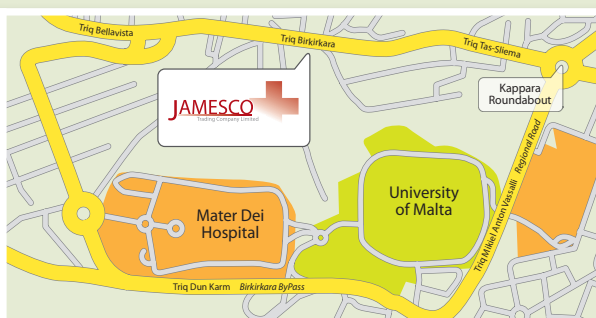 Triq Bellavista
Triq Birkirkara
Triq Tas-Sliema
JAMESCO
Trading Company Limited
Kappara
Roundabout
Triq Mikiel Anton Vassalli Regional Road
University
of Malta
Mater Dei
Hospital
Triq Dun Karm Birkirkara ByPass